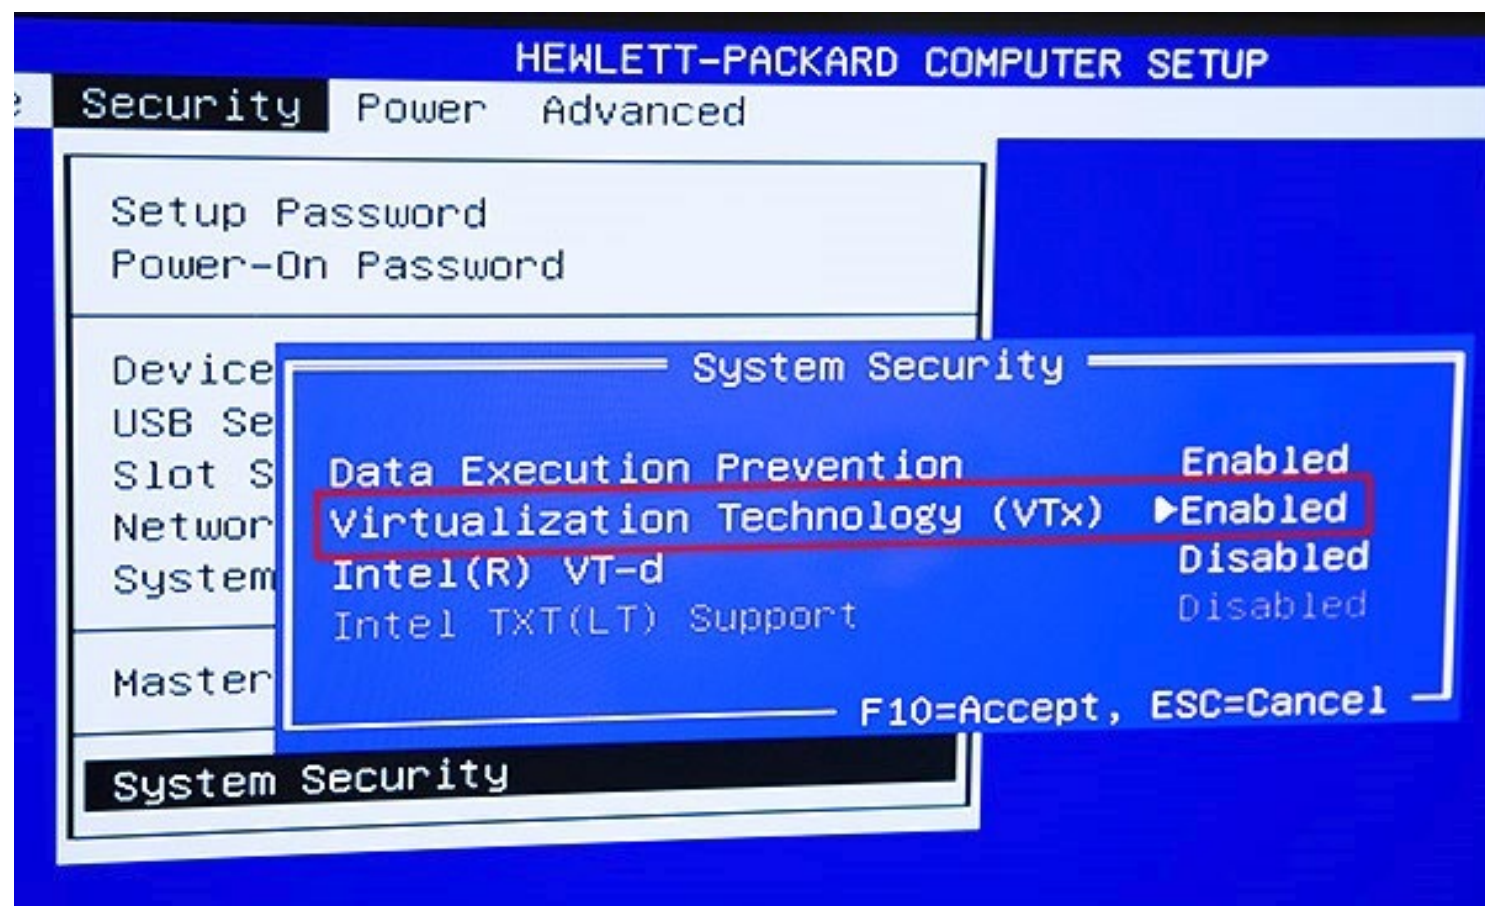 HEWLETT-PACKARD COMPUTER SETUP
Security Power Advanced
Setup Password
Power-On Password
Device
USB Se
Slot S
Networ
System
Master
System Security
System Security
Data Execution Prevention Enabled
Virtualization Technology (VTx) ▶Enabled
Intel(R) VT-d Disabled
Intel TXT(LT) Support Disabled
F10=Accept, ESC=Cancel